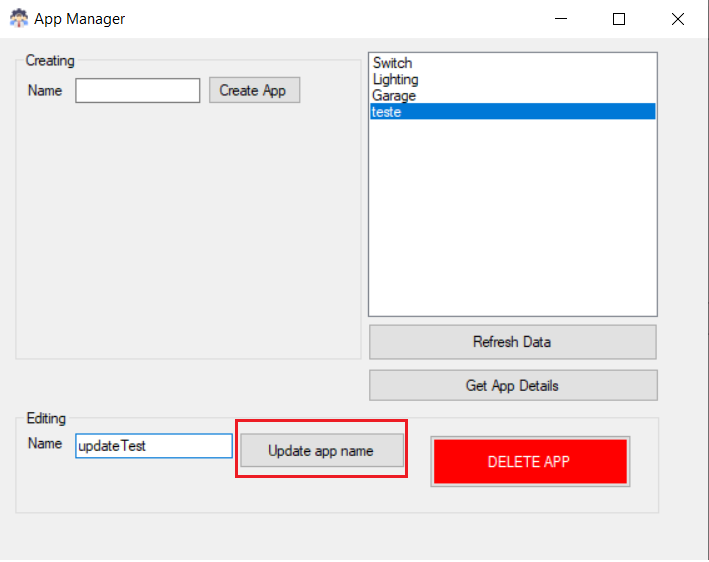 App Manager
Creating
Name
Create App
Switch
Lighting
Garage
teste
Refresh Data
Get App Details
Editing
Name
updateTest
Update app name
DELETE APP